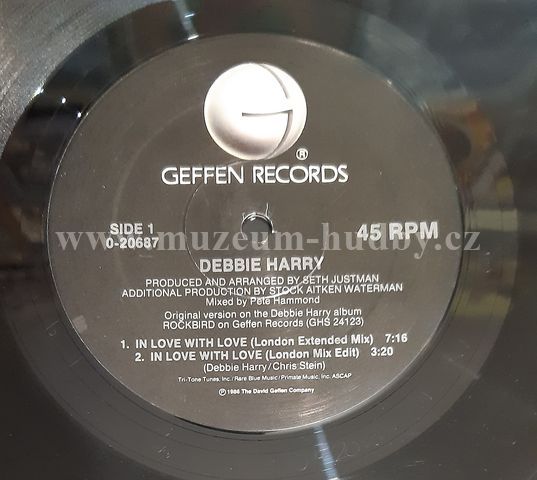 GEFFEN RECORDS ®
SIDE 1
0-20687
45 RPM
www.muzeum-hudby.cz
DEBBIE HARRY
PRODUCED AND ARRANGED BY SETH JUSTMAN
ADDITIONAL PRODUCTION BY STOCK AITKEN WATERMAN
Mixed by Pete Hammond
Original version on the Debbie Harry album
ROCKBIRD on Geffen Records (GHS 24123)
1. IN LOVE WITH LOVE (London Extended Mix) 7:16
2. IN LOVE WITH LOVE (London Mix Edit) 3:20
(Debbie Harry/Chris Stein)
Tri-Tone Tunes, Inc./Rare Blue Music/Primate Music, Inc. ASCAP
℗ 1986 The David Geffen Company